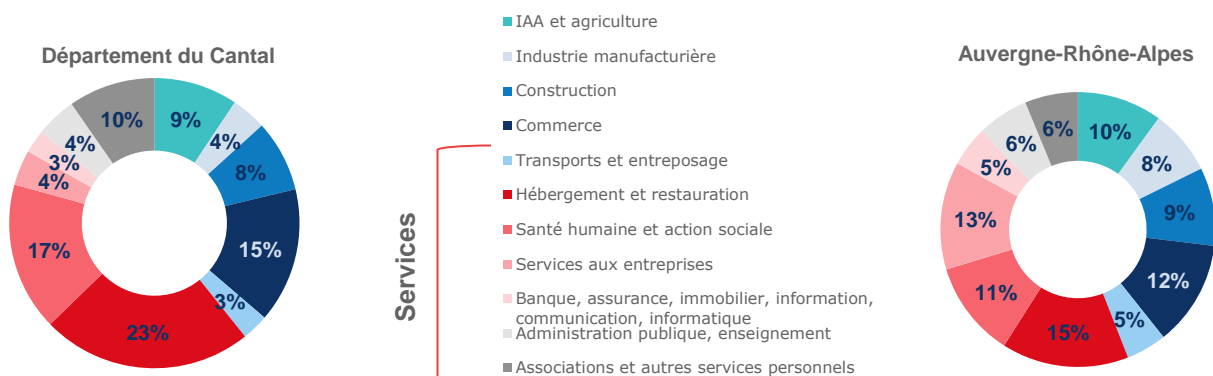 Département du Cantal
10%
9%
4%
8%
15%
3%
23%
17%
4%
3%
4%
Services
IAA et agriculture
Industrie manufacturière
Construction
Commerce
Transports et entreposage
Hébergement et restauration
Santé humaine et action sociale
Services aux entreprises
Banque, assurance, immobilier, information,
communication, informatique
Administration publique, enseignement
Associations et autres services personnels
Auvergne-Rhône-Alpes
6%
10%
8%
9%
12%
5%
15%
11%
13%
5%
6%